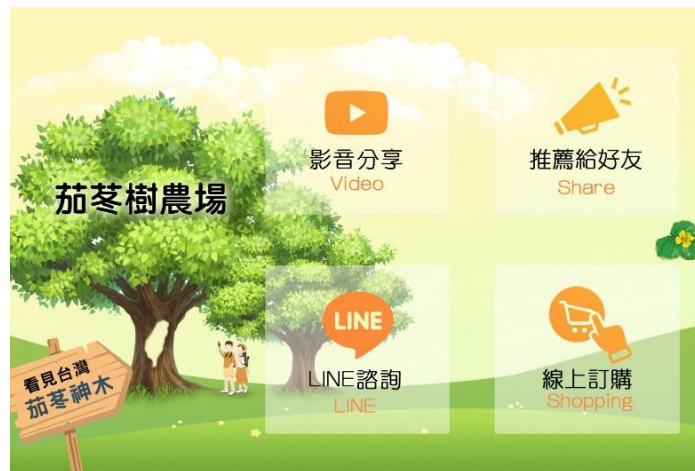 茄苳樹農場
看見台灣
茄苳神木
影音分享
Video
推薦給好友
Share
LINE
LINE諮詢
LINE
線上訂購
Shopping